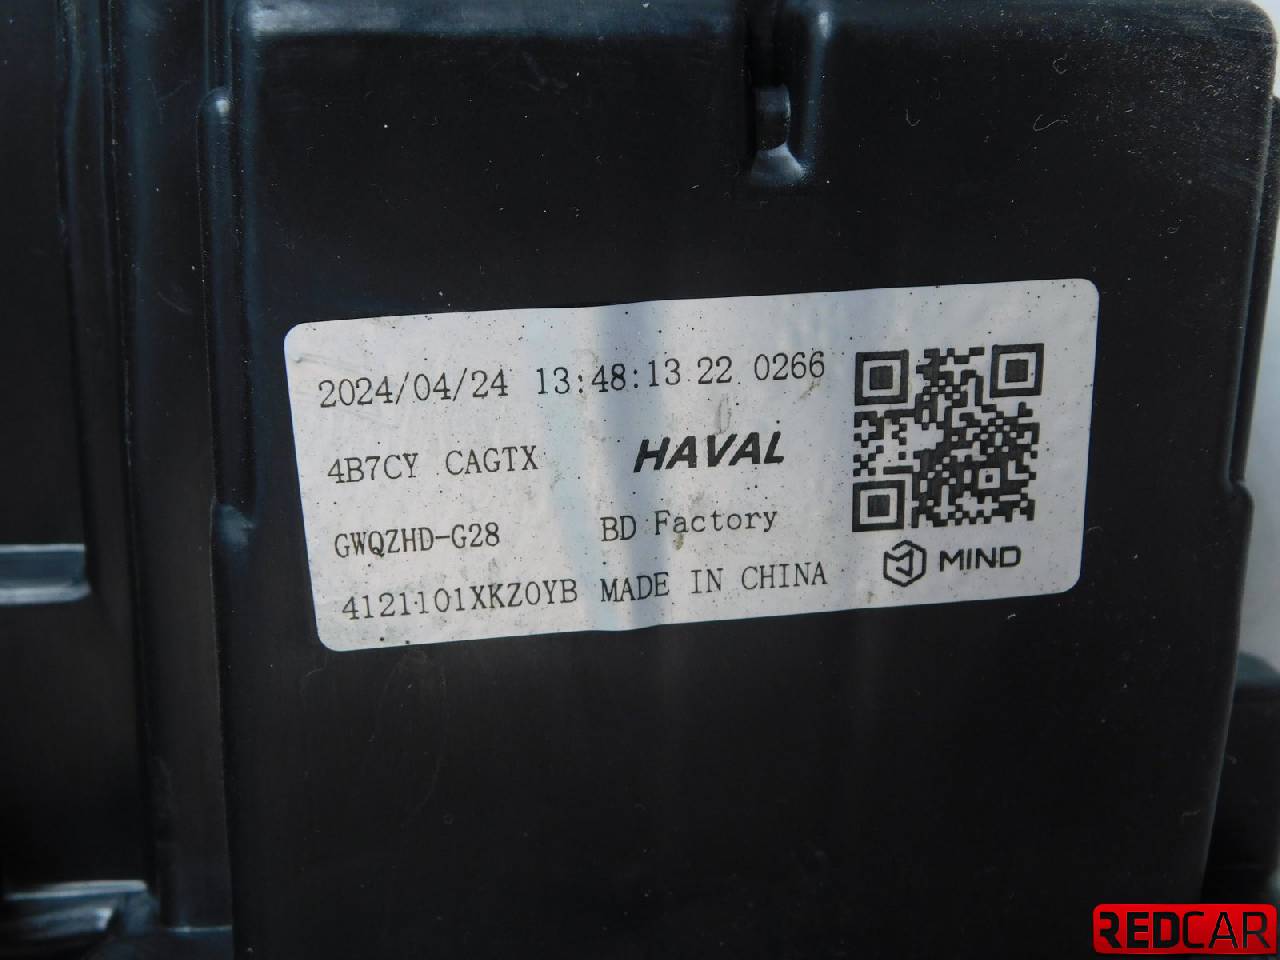 2024/04/24 13:48:13 22 0266
4B7CY CAGTX HAVAL
GWQZHD-G28 BD Factory
4121101XKZ0YB MADE IN CHINA
MIND
REDCAR